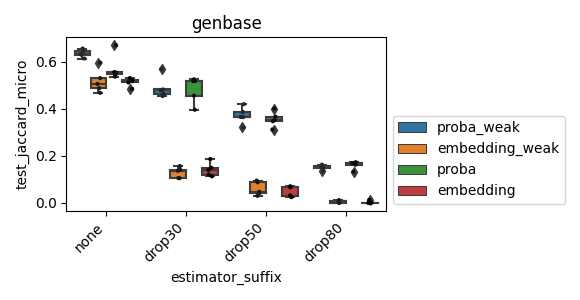 genbase
test_jaccard_micro
0.6
0.4
0.2
0.0
none
drop30
drop50
drop80
estimator_suffix
proba_weak
embedding_weak
proba
embedding